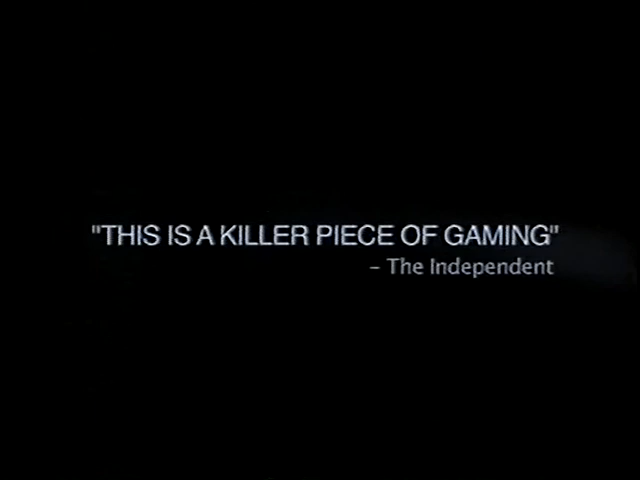 "THIS IS A KILLER PIECE OF GAMING"
– The Independent